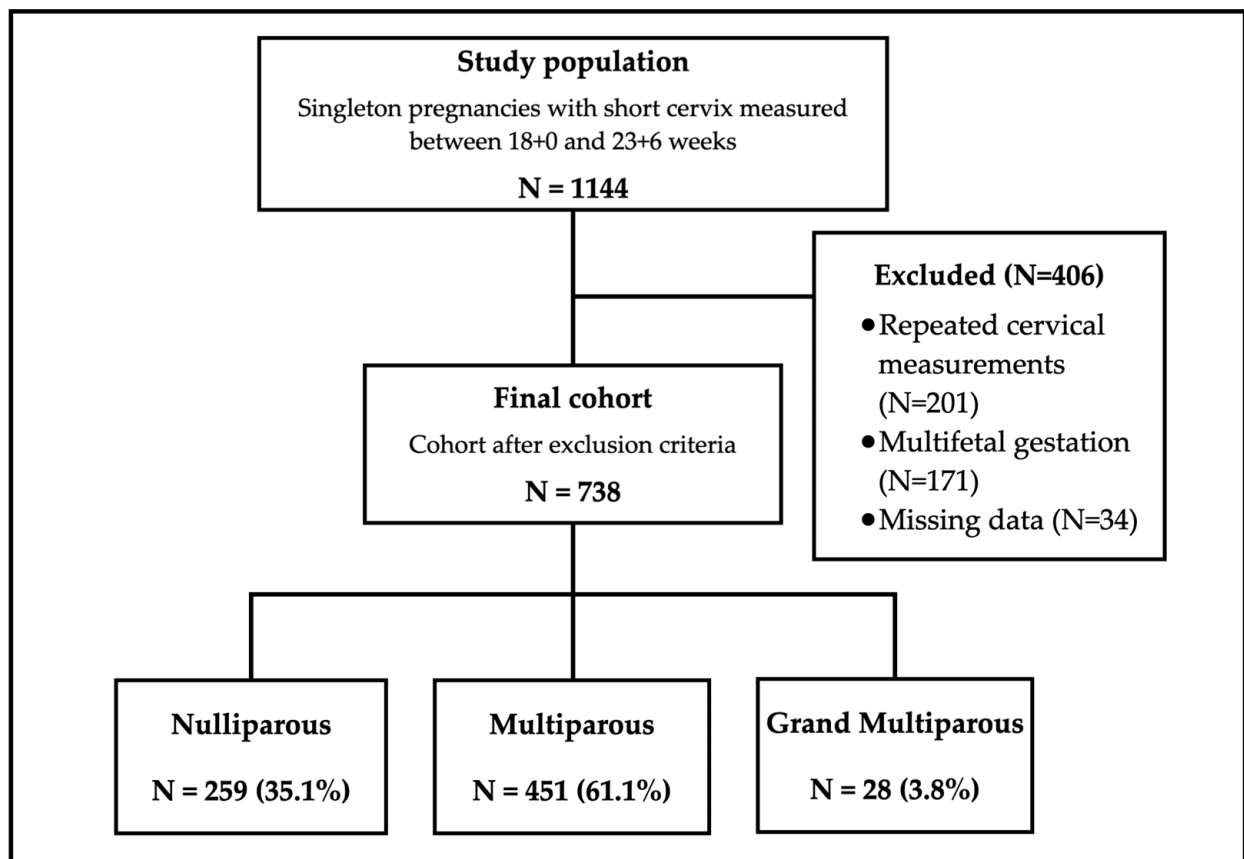 Study population
Singleton pregnancies with short cervix measured
between 18+0 and 23+6 weeks
N = 1144
Excluded (N=406)
●Repeated cervical
measurements
(N=201)
●Multifetal gestation
(N=171)
●Missing data (N=34)
Final cohort
Cohort after exclusion criteria
N = 738
Nulliparous
N = 259 (35.1%)
Multiparous
N = 451 (61.1%)
Grand Multiparous
N = 28 (3.8%)